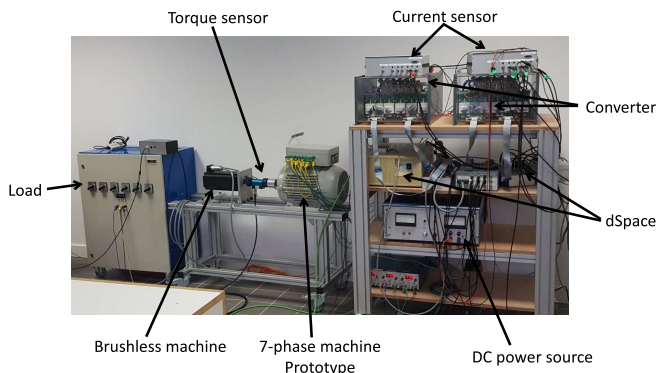 Torque sensor
Current sensor
Converter
Load
dSpace
Brushless machine
7-phase machine
Prototype
DC power source